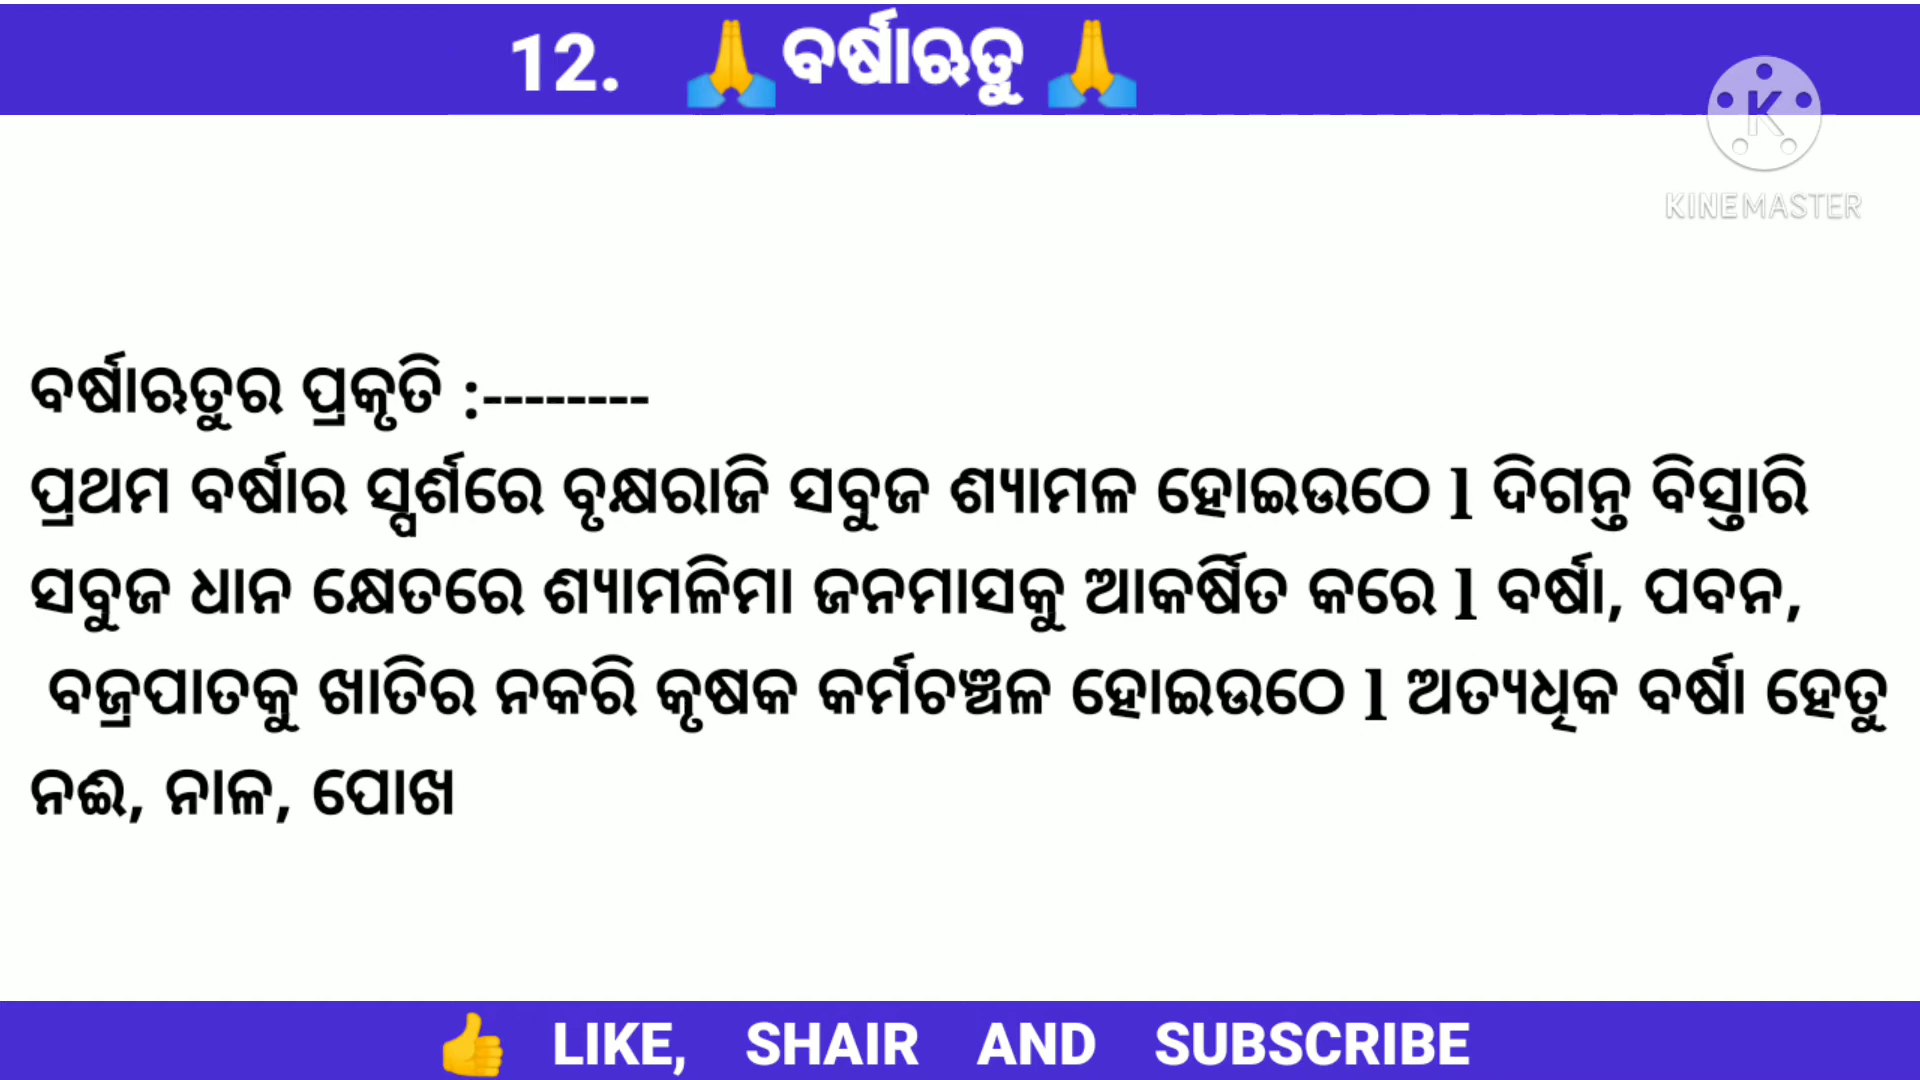 12. 🙏ବର୍ଷାଋତୁ 🙏
KINEMASTER
ବର୍ଷାଋତୁର ପ୍ରକୃତି :--------
ପ୍ରଥମ ବର୍ଷାର ସ୍ପର୍ଶରେ ବୃକ୍ଷରାଜି ସବୁଜ ଶ୍ୟାମଳ ହୋଇଉଠେ l ଦିଗନ୍ତ ବିସ୍ତାରି
ସବୁଜ ଧାନ କ୍ଷେତରେ ଶ୍ୟାମଳିମା ଜନମାସକୁ ଆକର୍ଷିତ କରେ l ବର୍ଷା, ପବନ,
ବଜ୍ରପାତକୁ ଖାତିର ନକରି କୃଷକ କର୍ମଚଞ୍ଚଳ ହୋଇଉଠେ l ଅତ୍ୟଧିକ ବର୍ଷା ହେତୁ
ନଈ, ନାଳ, ପୋଖ
👍 LIKE, SHAIR AND SUBSCRIBE